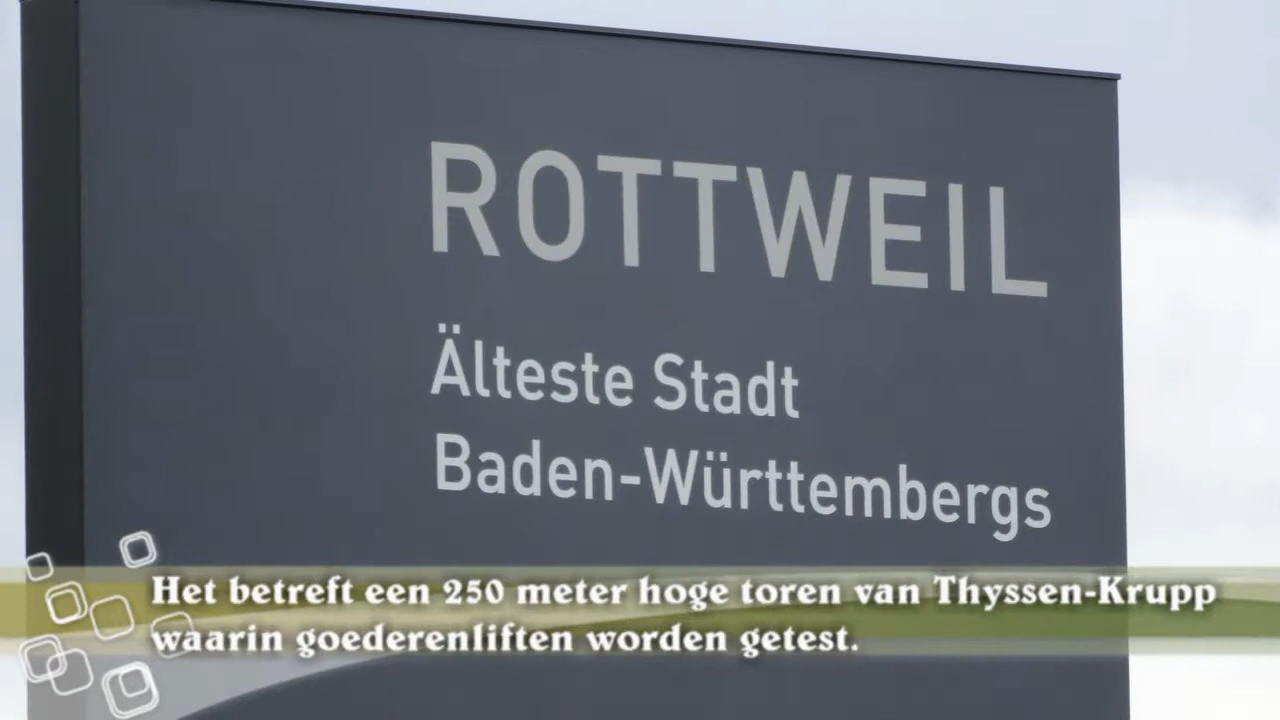 ROTTWEIL
Älteste Stadt
Baden-Württembergs
Het betreft een 250 meter hoge toren van Thyssen-Krupp
waarin goederenliften worden getest.